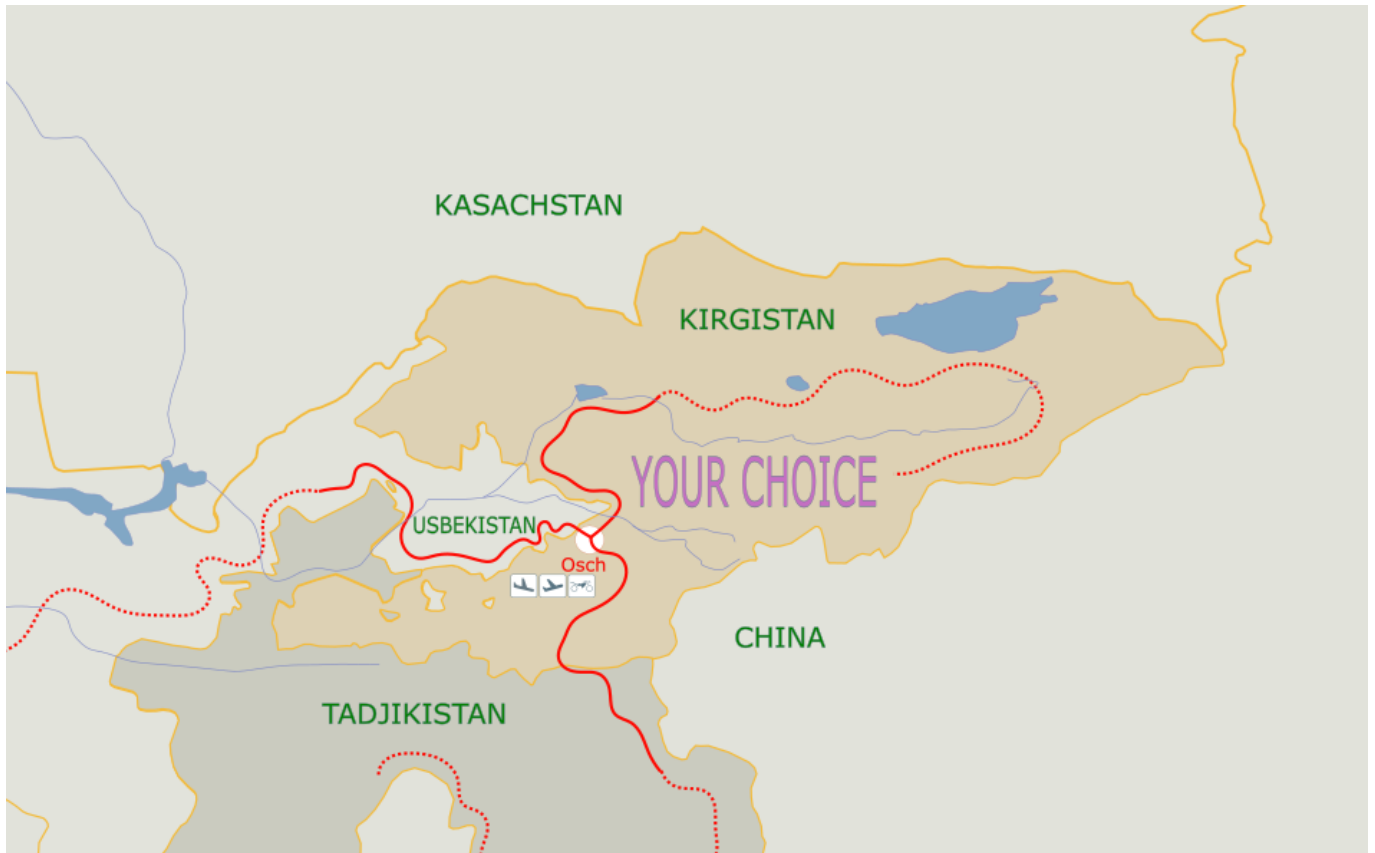 KASACHSTAN
KIRGISTAN
YOUR CHOICE
USBEKISTAN
Osch
CHINA
TADJIKISTAN